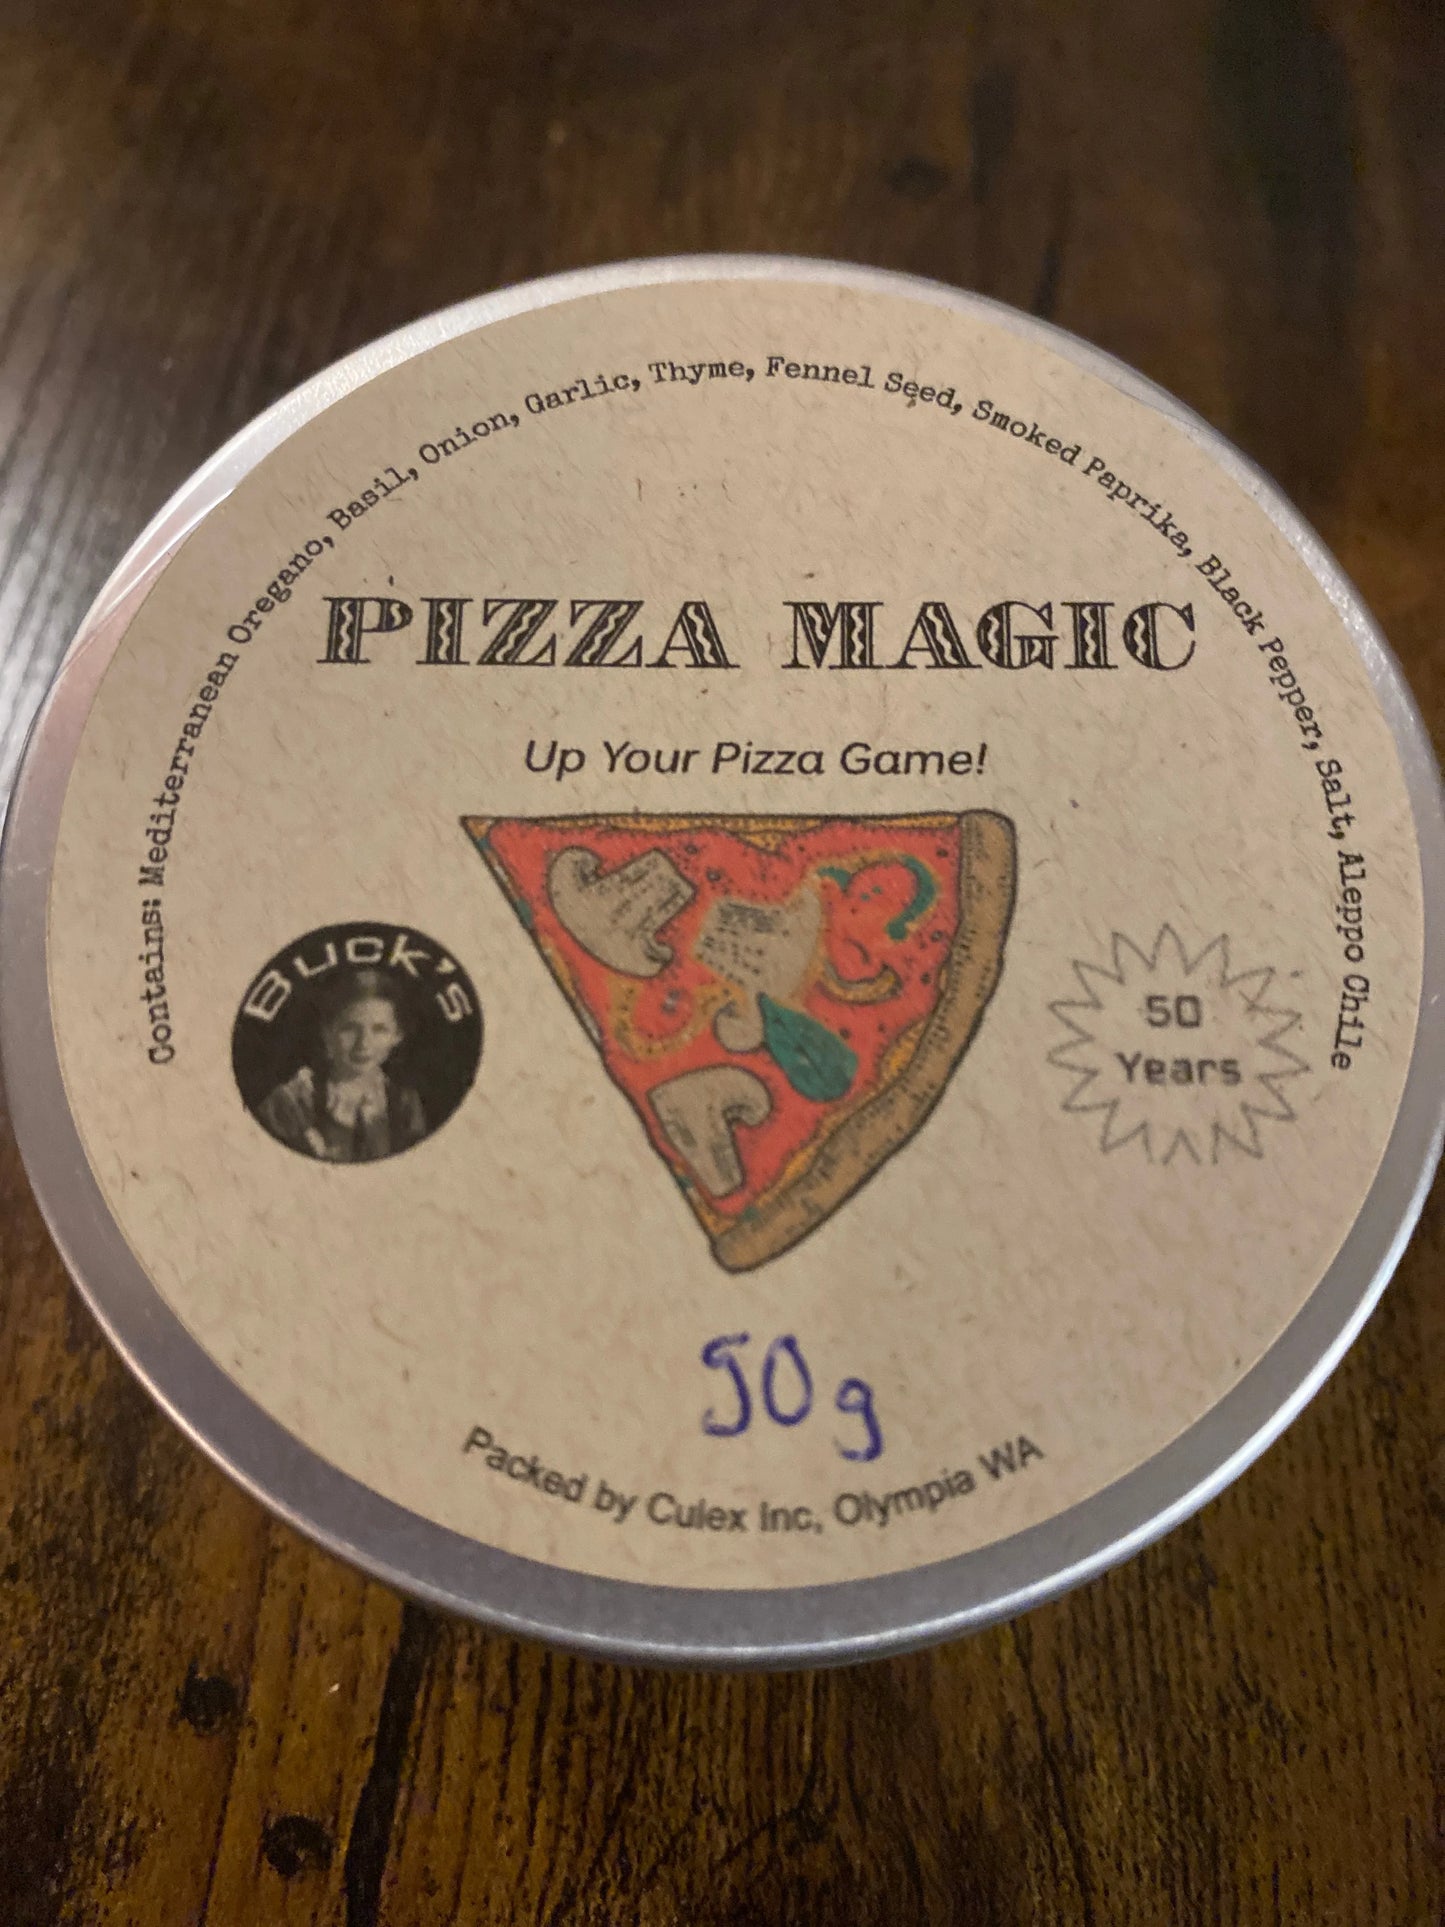 Contains: Mediterranean Oregano, Basil, Onion, Garlic, Thyme, Fennel Seed, Smoked Paprika, Black Pepper, Salt, Aleppo Chile
PIZZA MAGIC
Up Your Pizza Game!
BUCK'S
50
Years
50g
Packed by Culex Inc, Olympia WA